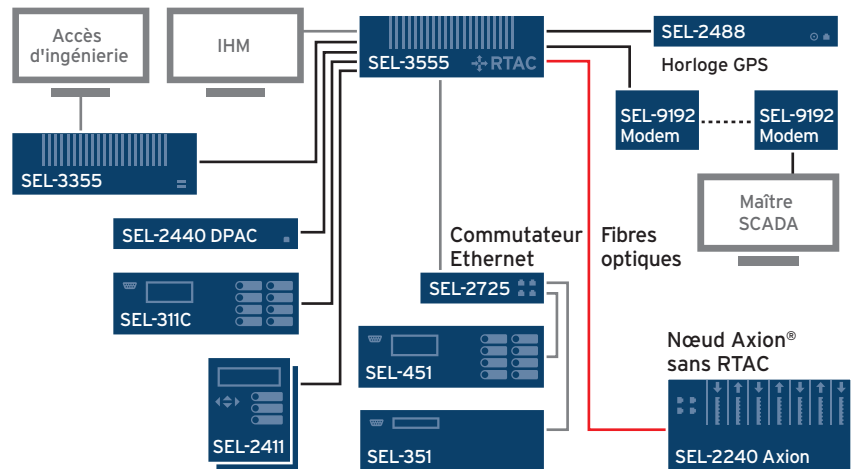 Accès
d'ingénierie
IHM
SEL-3555
RTAC
SEL-2488
Horloge GPS
SEL-9192
Modem
SEL-9192
Modem
Maître
SCADA
SEL-3355
SEL-2440 DPAC
SEL-311C
SEL-2411
Commutateur
Ethernet
Fibres
optiques
SEL-2725
SEL-451
SEL-351
Nœud Axion®
sans RTAC
SEL-2240 Axion